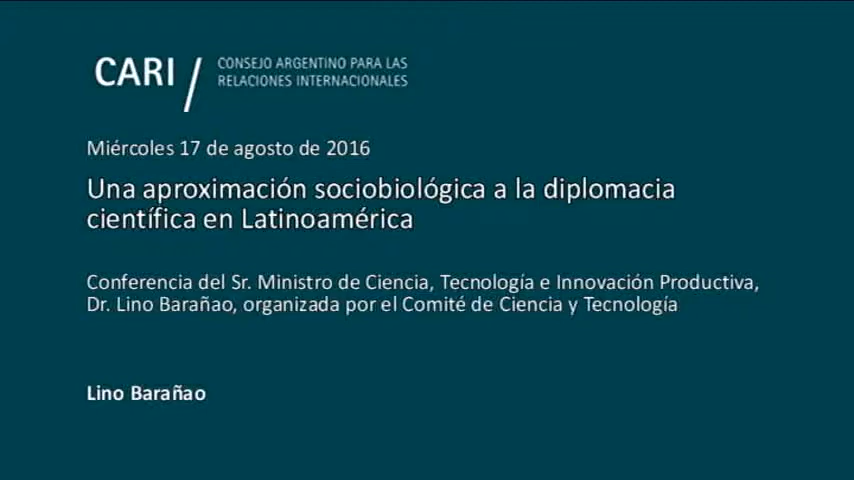 CARI / CONSEJO ARGENTINO PARA LAS
RELACIONES INTERNACIONALES
Miércoles 17 de agosto de 2016
Una aproximación sociobiológica a la diplomacia
científica en Latinoamérica
Conferencia del Sr. Ministro de Ciencia, Tecnología e Innovación Productiva,
Dr. Lino Barañao, organizada por el Comité de Ciencia y Tecnología
Lino Barañao